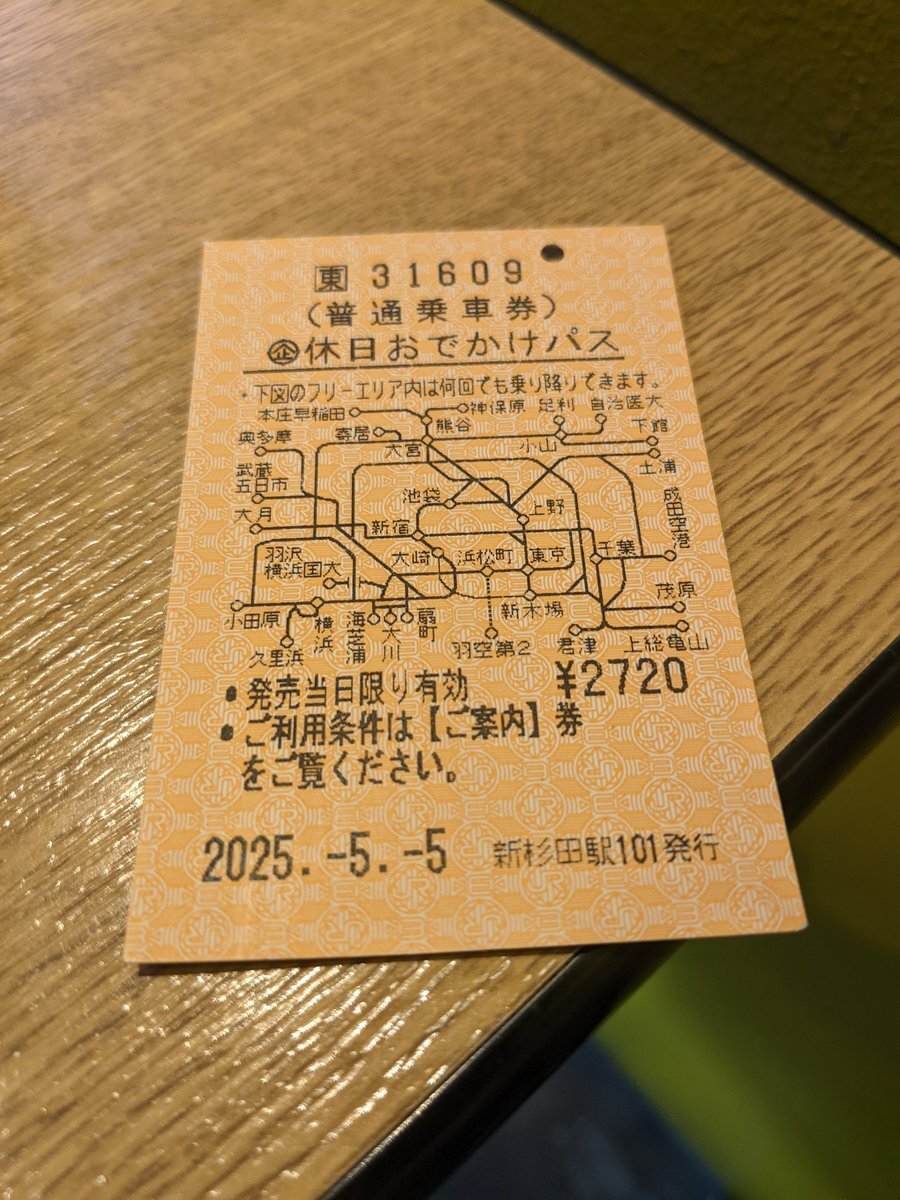 東 31609
(普通乗車券)
企 休日おでかけパス
・下図のフリーエリア内は何回でも乗り降りできます。
本庄早稲田 神保原 足利 自治医大
奥多摩 寄居 熊谷 下館
大宮 小山
武蔵五日市 土浦
池袋 上野 成田空港
大月 新宿
羽沢横浜国大 大崎 浜松町 東京 千葉
茂原
小田原 横浜 海芝浦 大川 扇町 新木場
久里浜 羽空第2 君津 上総亀山
●発売当日限り有効 ¥2720
●ご利用条件は【ご案内】券
をご覧ください。
2025.-5.-5 新杉田駅101発行